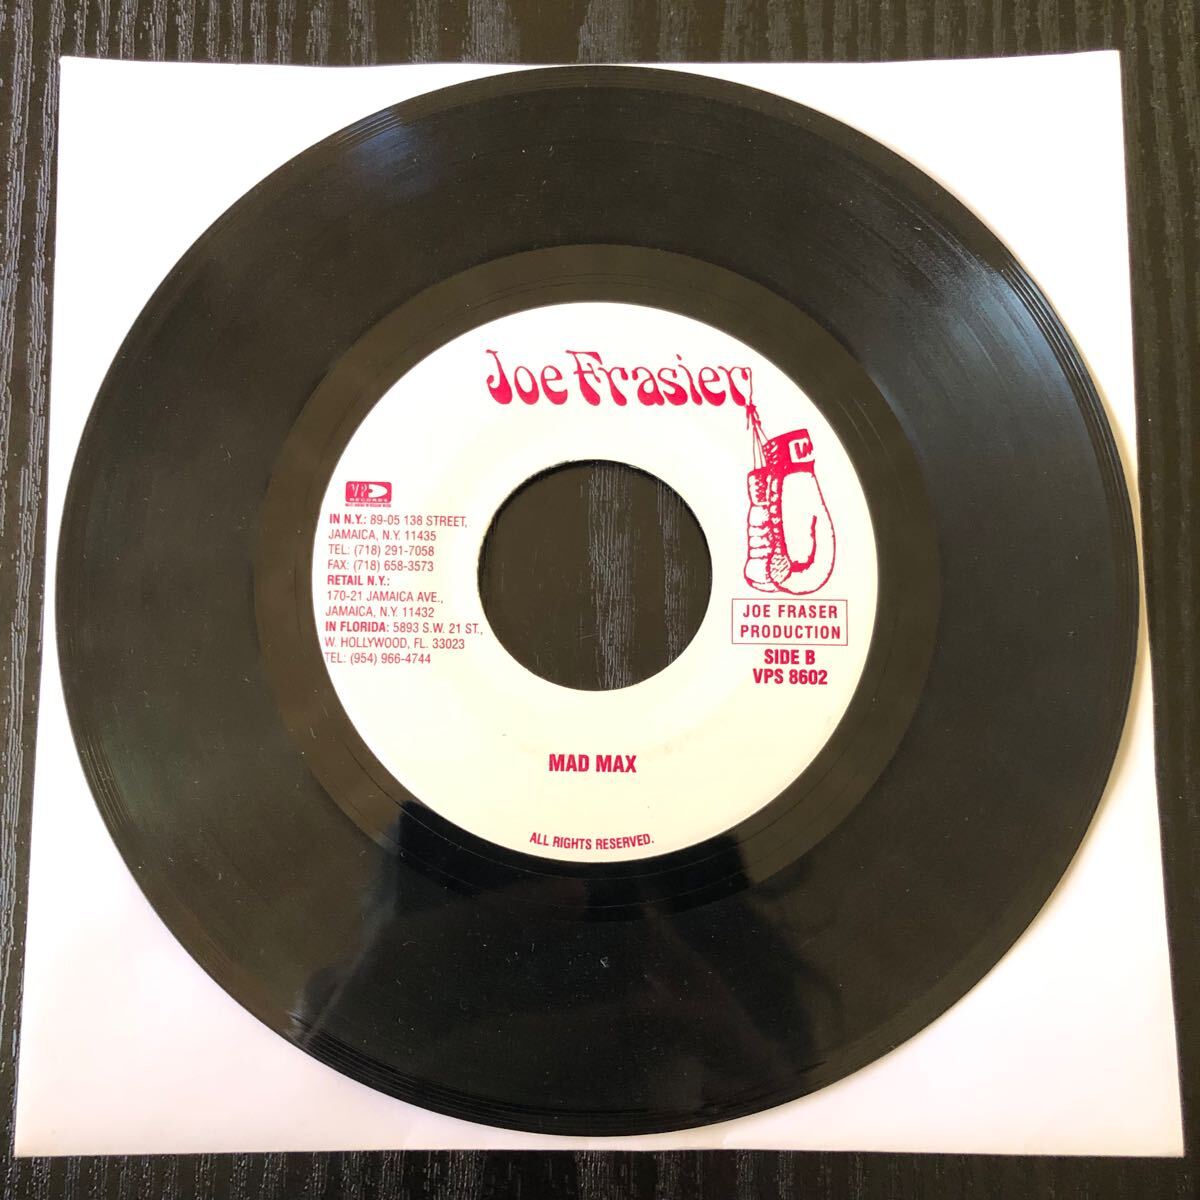 Joe Frasier
VP
RECORDS
IN N.Y.: 89-05 138 STREET,
JAMAICA, N.Y. 11435
TEL: (718) 291-7058
FAX: (718) 658-3573
RETAIL N.Y.:
170-21 JAMAICA AVE.,
JAMAICA, N.Y. 11432
IN FLORIDA: 5893 S.W. 21 ST.,
W. HOLLYWOOD, FL. 33023
TEL: (954) 966-4744
JOE FRASER
PRODUCTION
SIDE B
VPS 8602
MAD MAX
ALL RIGHTS RESERVED.